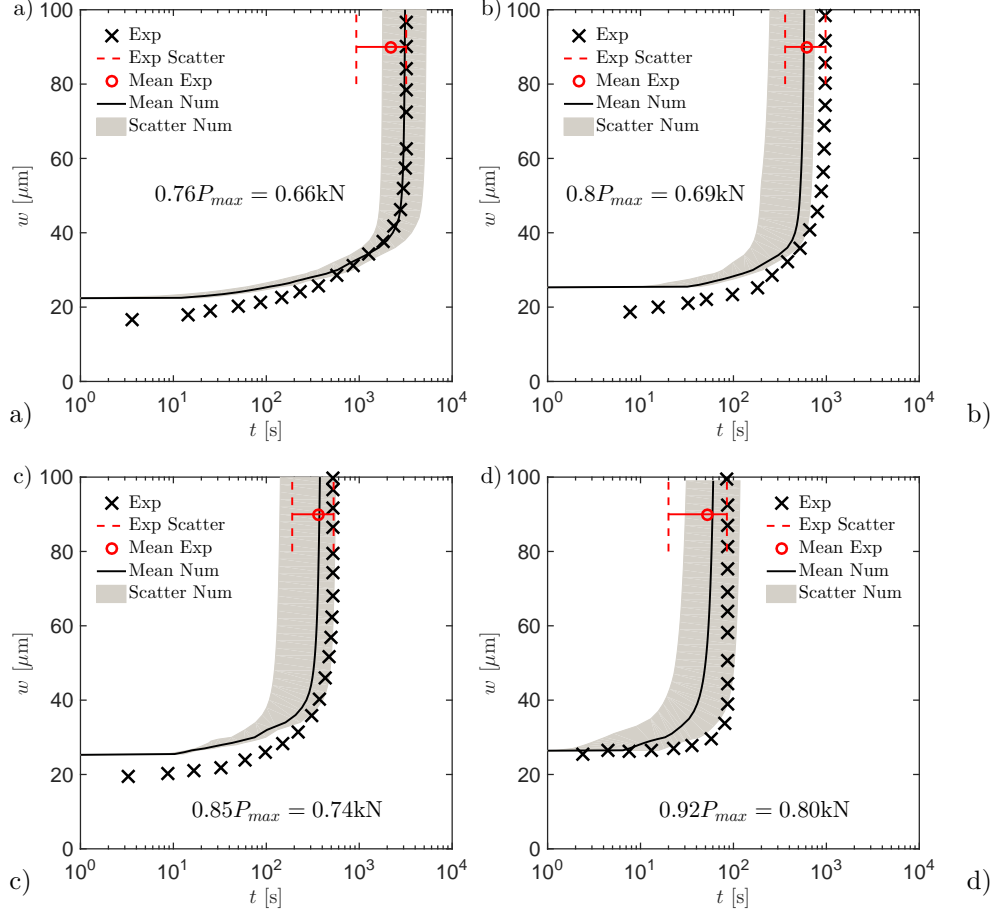 a)
100
80
60
40
20
0
w [μm]
Exp
Exp Scatter
Mean Exp
Mean Num
Scatter Num
0.76P_max = 0.66kN
10^0 10^1 10^2 10^3 10^4
t [s]
a)
b)
100
80
60
40
20
0
w [μm]
Exp
Exp Scatter
Mean Exp
Mean Num
Scatter Num
0.8P_max = 0.69kN
10^0 10^1 10^2 10^3 10^4
t [s]
b)
c)
100
80
60
40
20
0
w [μm]
Exp
Exp Scatter
Mean Exp
Mean Num
Scatter Num
0.85P_max = 0.74kN
10^0 10^1 10^2 10^3 10^4
t [s]
c)
d)
100
80
60
40
20
0
w [μm]
Exp
Exp Scatter
Mean Exp
Mean Num
Scatter Num
0.92P_max = 0.80kN
10^0 10^1 10^2 10^3 10^4
t [s]
d)